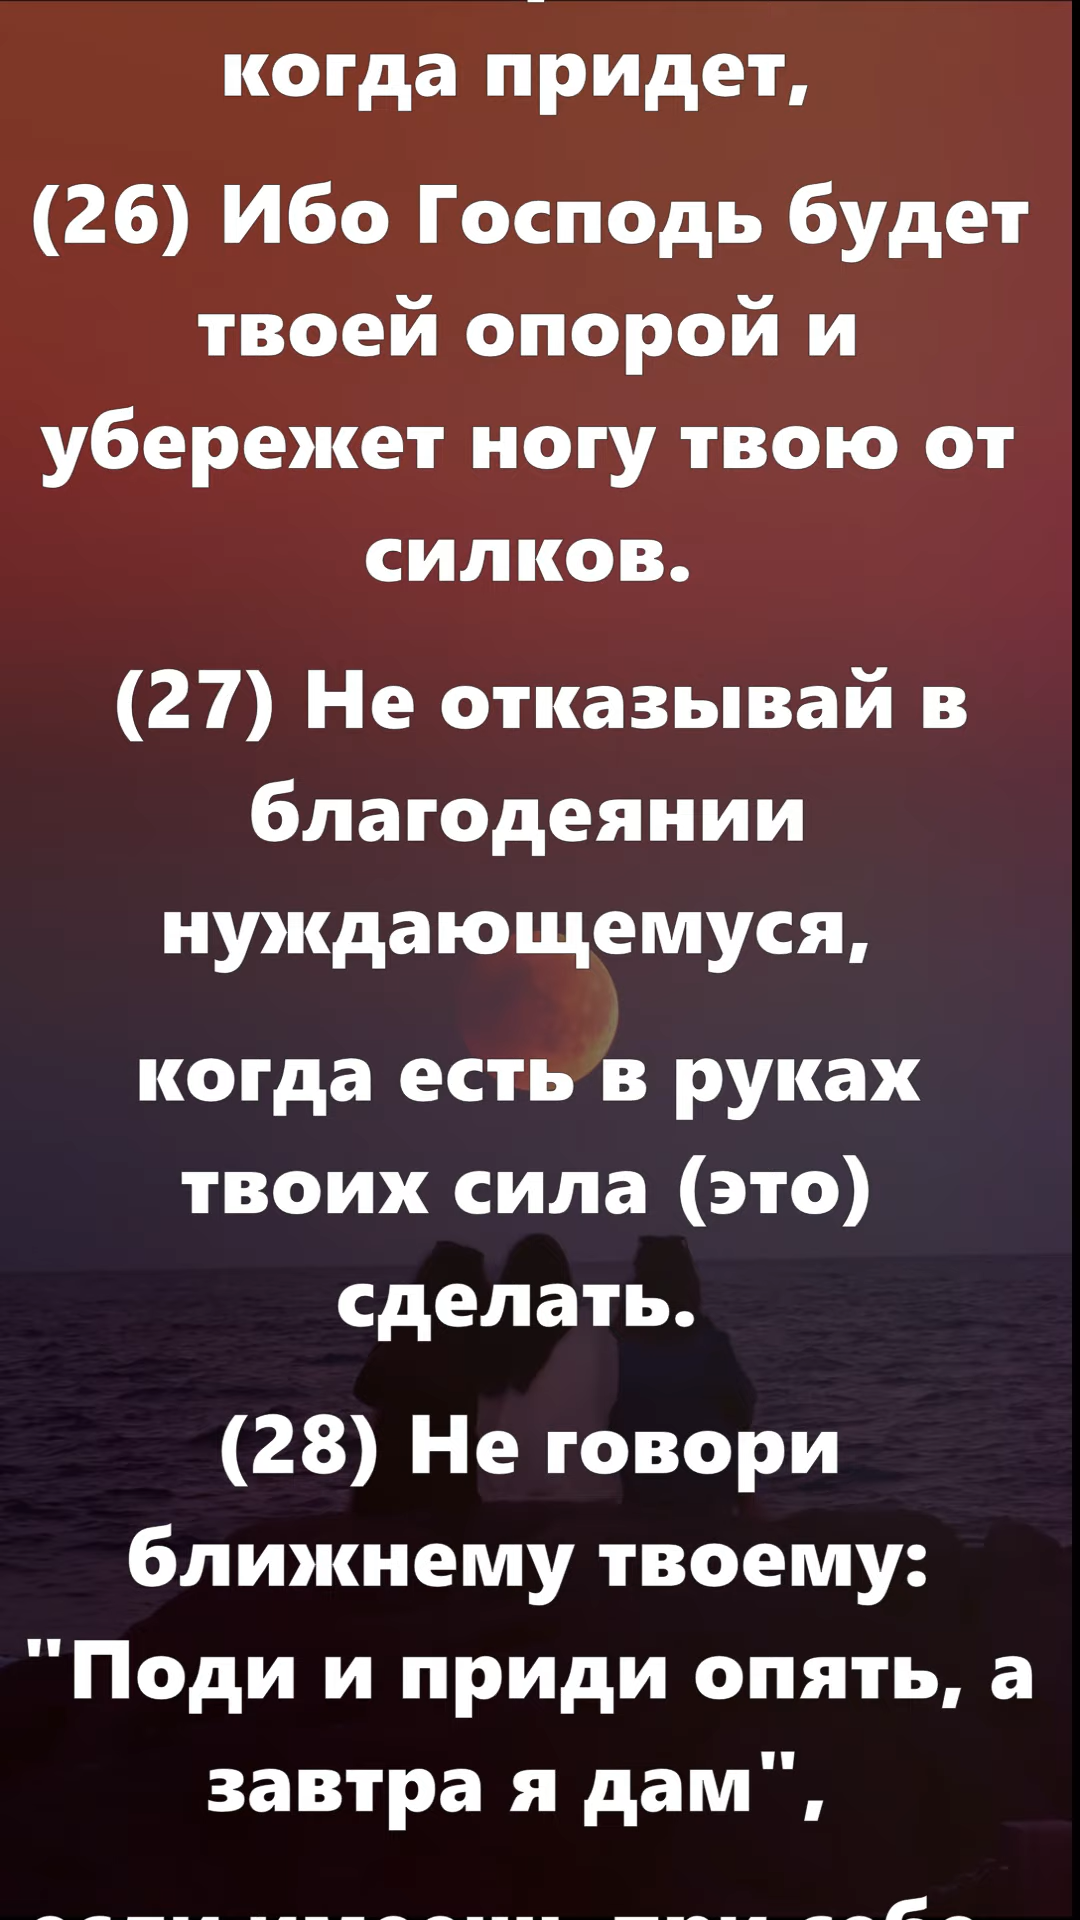 когда придет,
(26) Ибо Господь будет
твоей опорой и
убережет ногу твою от
силков.
(27) Не отказывай в
благодеянии
нуждающемуся,
когда есть в руках
твоих сила (это)
сделать.
(28) Не говори
ближнему твоему:
"Поди и приди опять, а
завтра я дам",